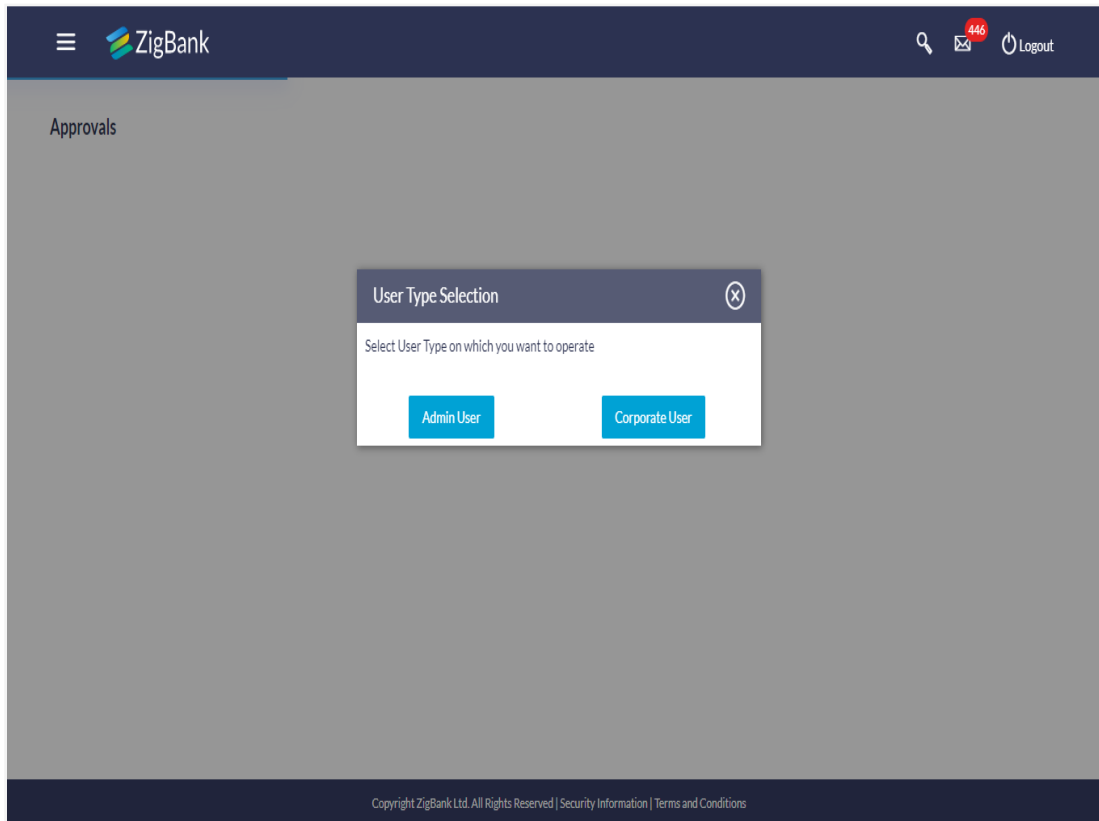 ZigBank
446
Logout
Approvals
User Type Selection
Select User Type on which you want to operate
Admin User
Corporate User
Copyright ZigBank Ltd. All Rights Reserved | Security Information | Terms and Conditions